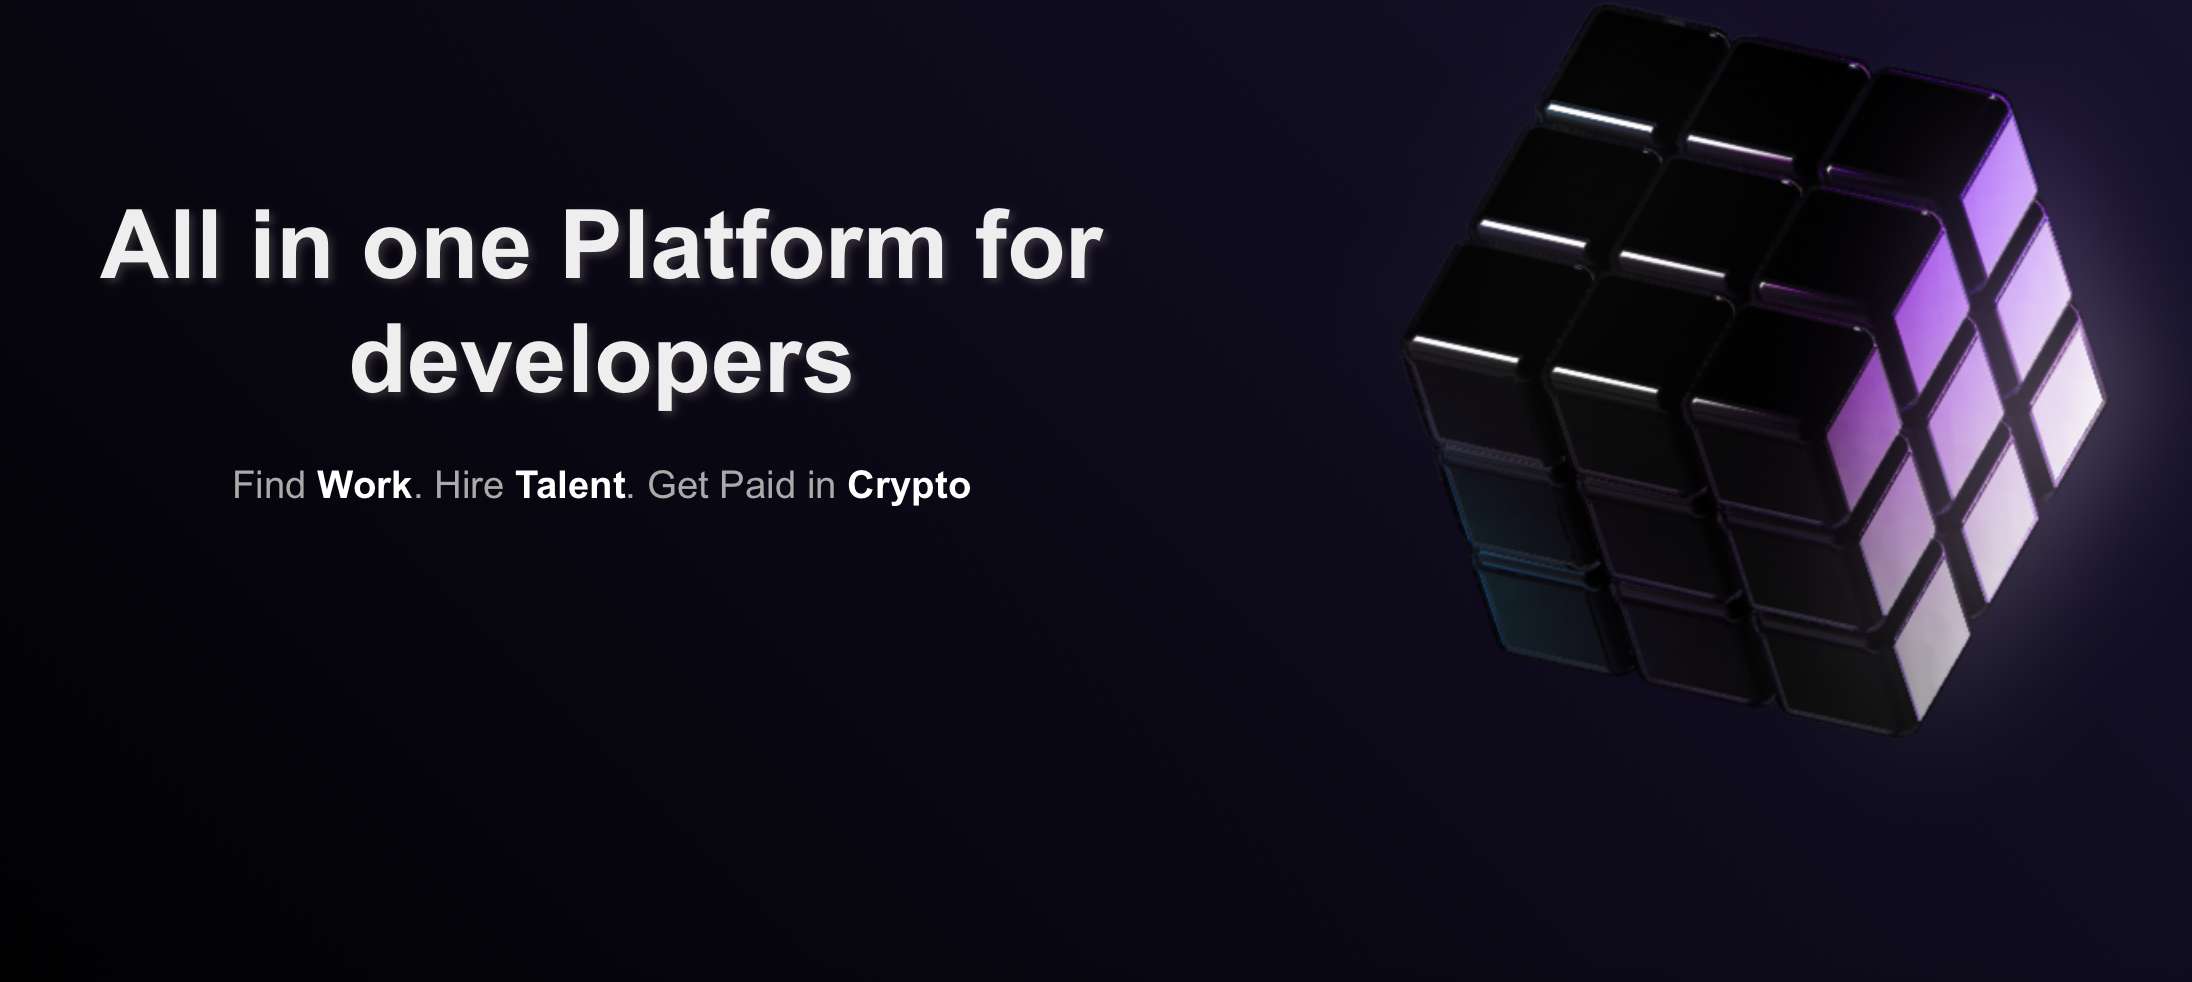 All in one Platform for
developers
Find Work. Hire Talent. Get Paid in Crypto